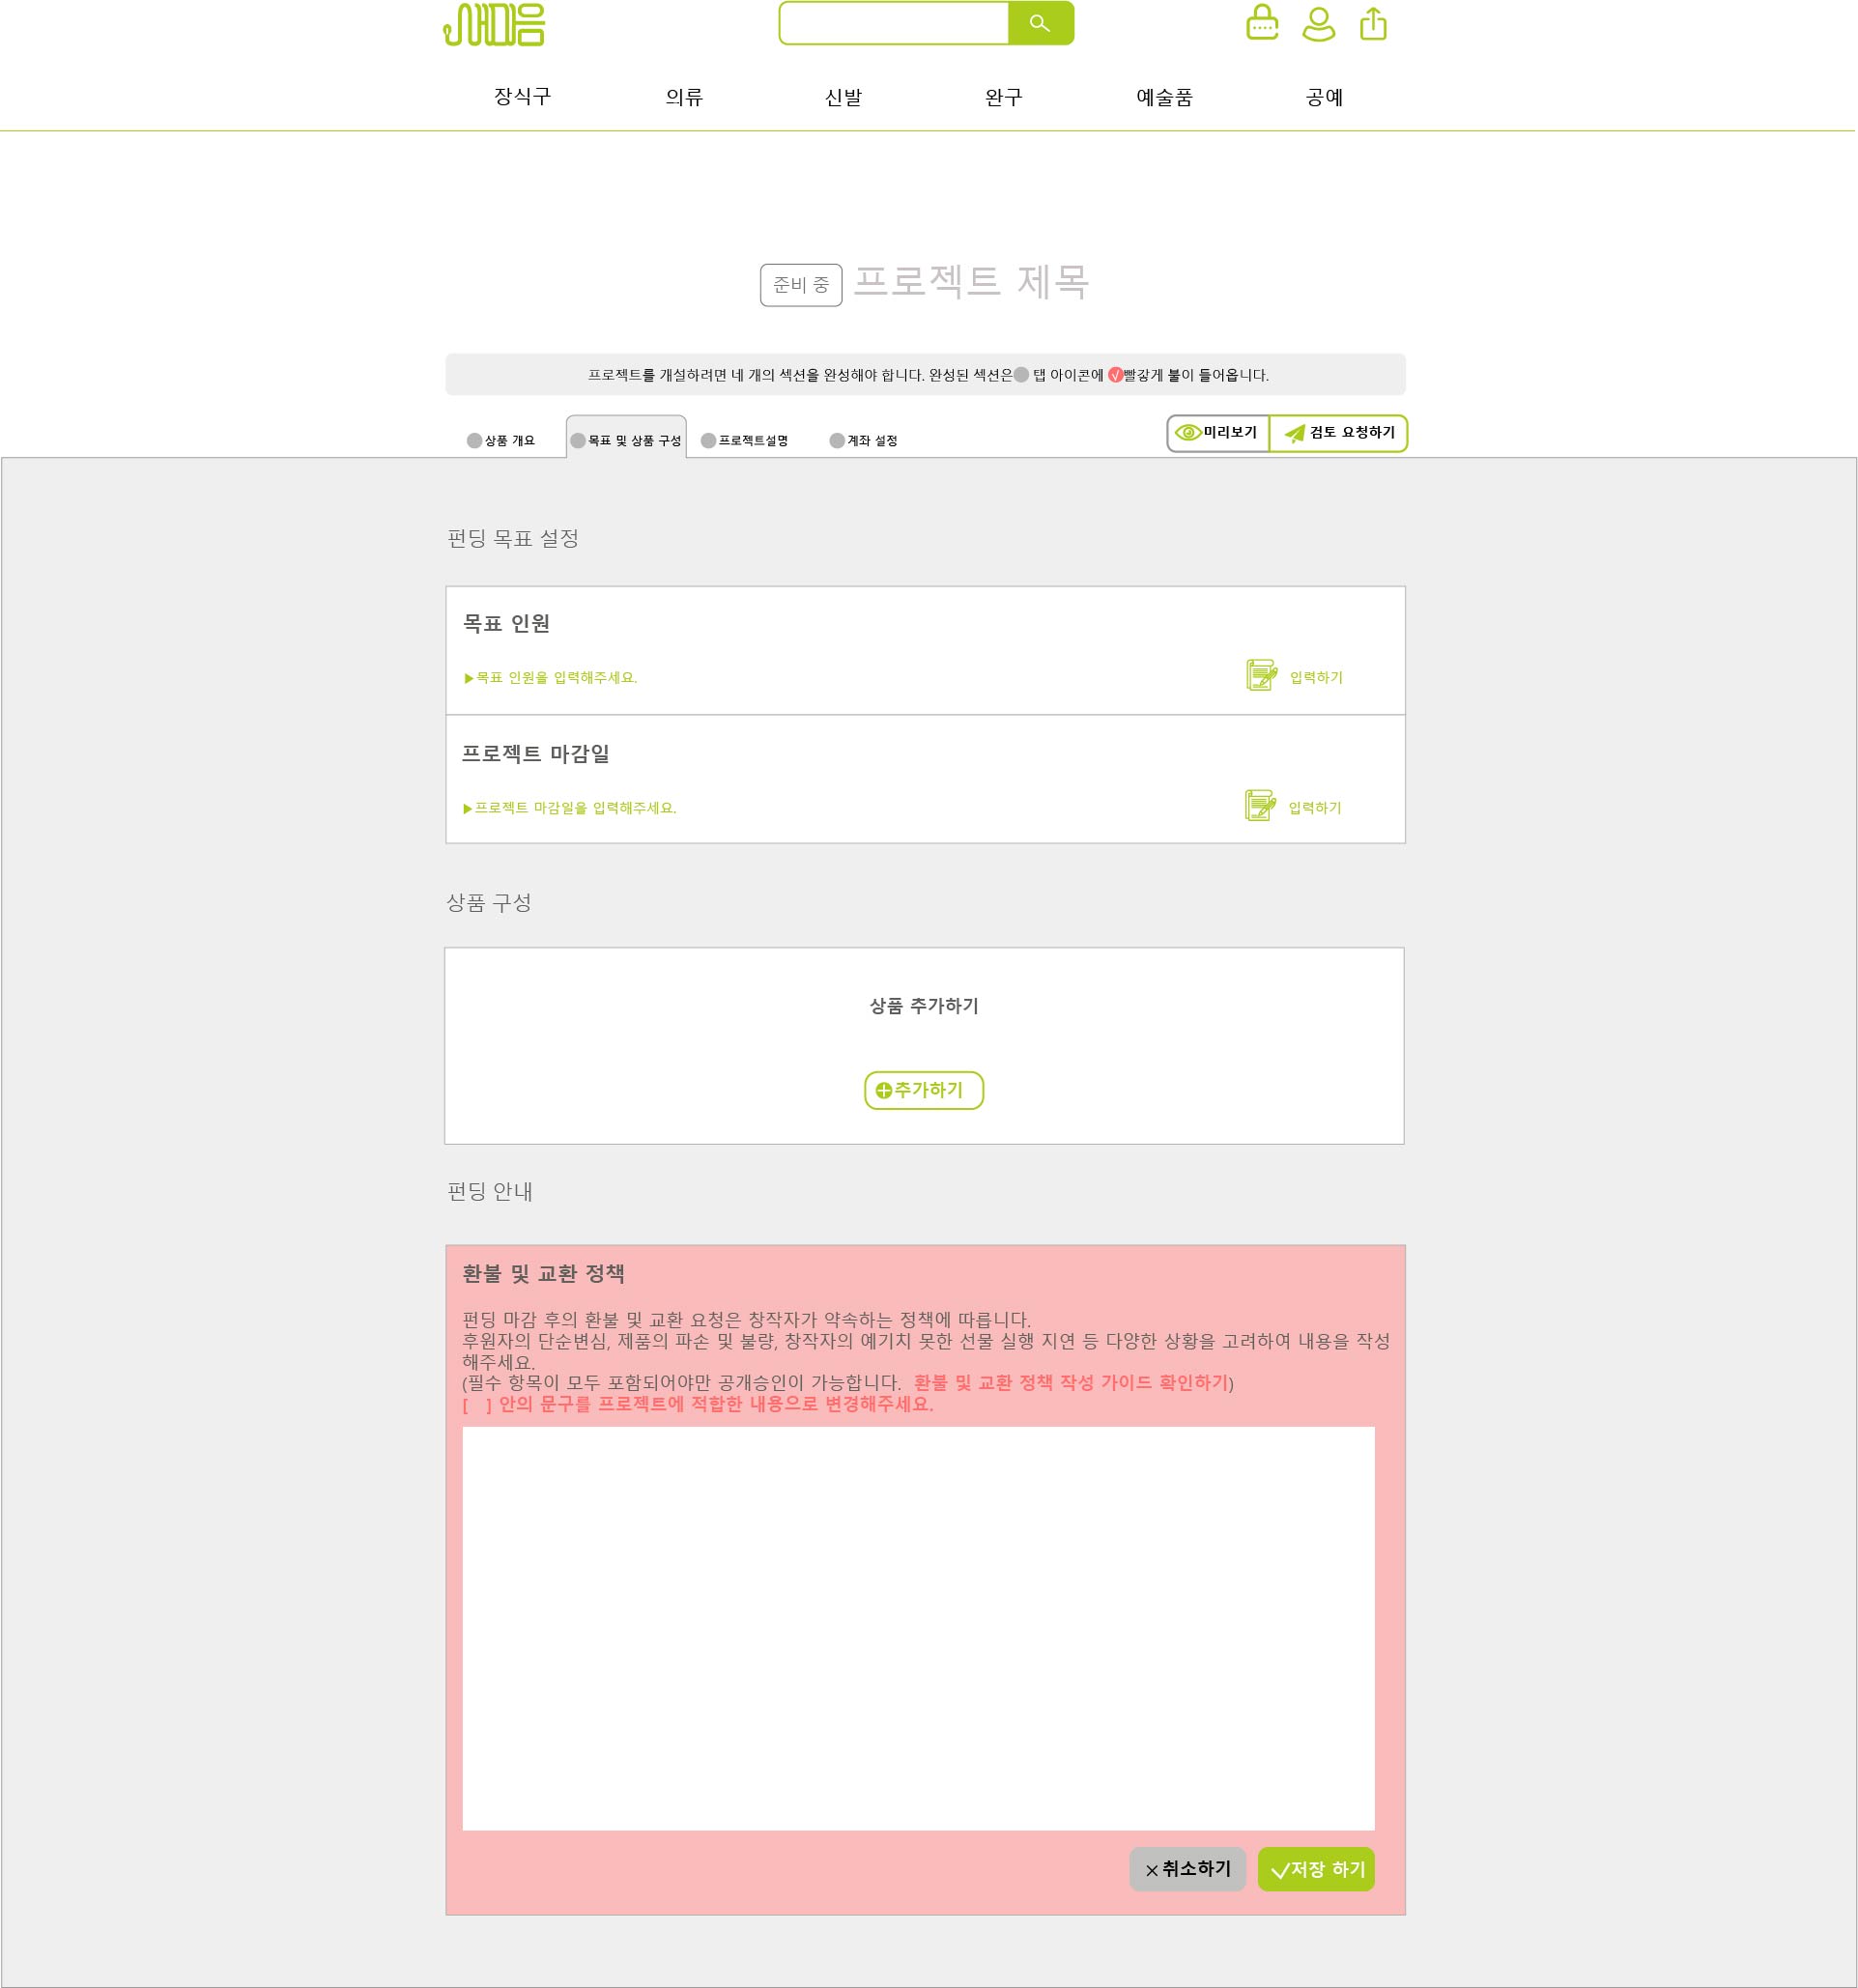 새이음
장식구 의류 신발 완구 예술품 공예
준비 중 프로젝트 제목
프로젝트를 개설하려면 네 개의 섹션을 완성해야 합니다. 완성된 섹션은 탭 아이콘에 √빨갛게 불이 들어옵니다.
상품 개요 목표 및 상품 구성 프로젝트설명 계좌 설정 미리보기 검토 요청하기
펀딩 목표 설정
목표 인원
▶목표 인원을 입력해주세요. 입력하기
프로젝트 마감일
▶프로젝트 마감일을 입력해주세요. 입력하기
상품 구성
상품 추가하기
추가하기
펀딩 안내
환불 및 교환 정책
펀딩 마감 후의 환불 및 교환 요청은 창작자가 약속하는 정책에 따릅니다.
후원자의 단순변심, 제품의 파손 및 불량, 창작자의 예기치 못한 선물 실행 지연 등 다양한 상황을 고려하여 내용을 작성
해주세요.
(필수 항목이 모두 포함되어야만 공개승인이 가능합니다. 환불 및 교환 정책 작성 가이드 확인하기)
[ ] 안의 문구를 프로젝트에 적합한 내용으로 변경해주세요.
취소하기 저장 하기